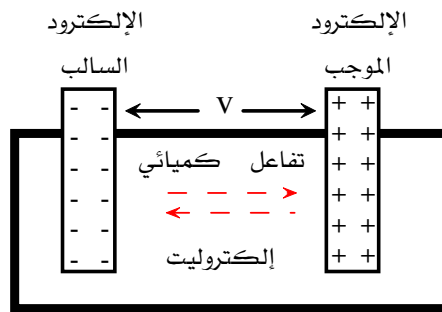 الإلكترود الإلكترود
الموجب السالب
V
تفاعل كميائي
إلكتروليت
+ + - -
+ + - -
+ + - -
+ + - -
+ + - -
+ + - -